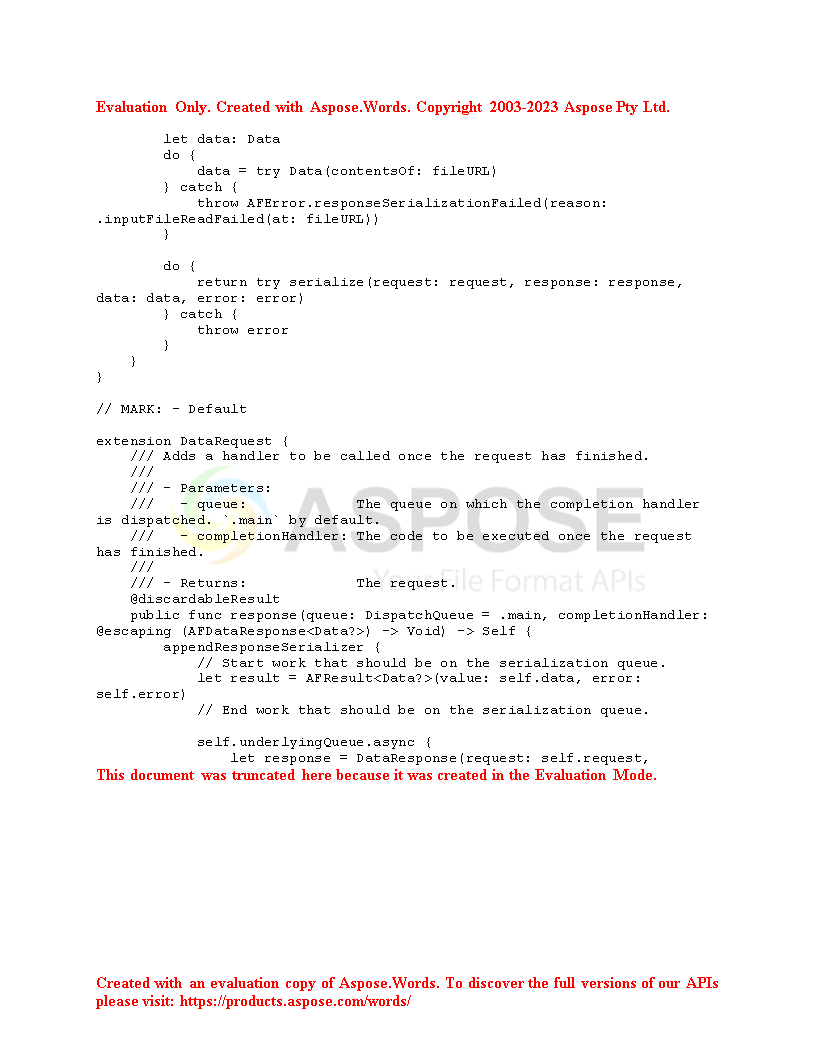 Evaluation Only. Created with Aspose.Words. Copyright 2003-2023 Aspose Pty Ltd.
        let data: Data
        do {
            data = try Data(contentsOf: fileURL)
        } catch {
            throw AFError.responseSerializationFailed(reason:
.inputFileReadFailed(at: fileURL))
        }
        do {
            return try serialize(request: request, response: response,
data: data, error: error)
        } catch {
            throw error
        }
    }
}
// MARK: - Default
extension DataRequest {
    /// Adds a handler to be called once the request has finished.
    ///
    /// - Parameters:
    ///   - queue:             The queue on which the completion handler
is dispatched. `.main` by default.
    ///   - completionHandler: The code to be executed once the request
has finished.
    ///
    /// - Returns:             The request.
    @discardableResult
    public func response(queue: DispatchQueue = .main, completionHandler:
@escaping (AFDataResponse<Data?>) -> Void) -> Self {
        appendResponseSerializer {
            // Start work that should be on the serialization queue.
            let result = AFResult<Data?>(value: self.data, error:
self.error)
            // End work that should be on the serialization queue.
            self.underlyingQueue.async {
                let response = DataResponse(request: self.request,
This document was truncated here because it was created in the Evaluation Mode.
ASPOSE
Your File Format APIs
Created with an evaluation copy of Aspose.Words. To discover the full versions of our APIs
please visit: https://products.aspose.com/words/